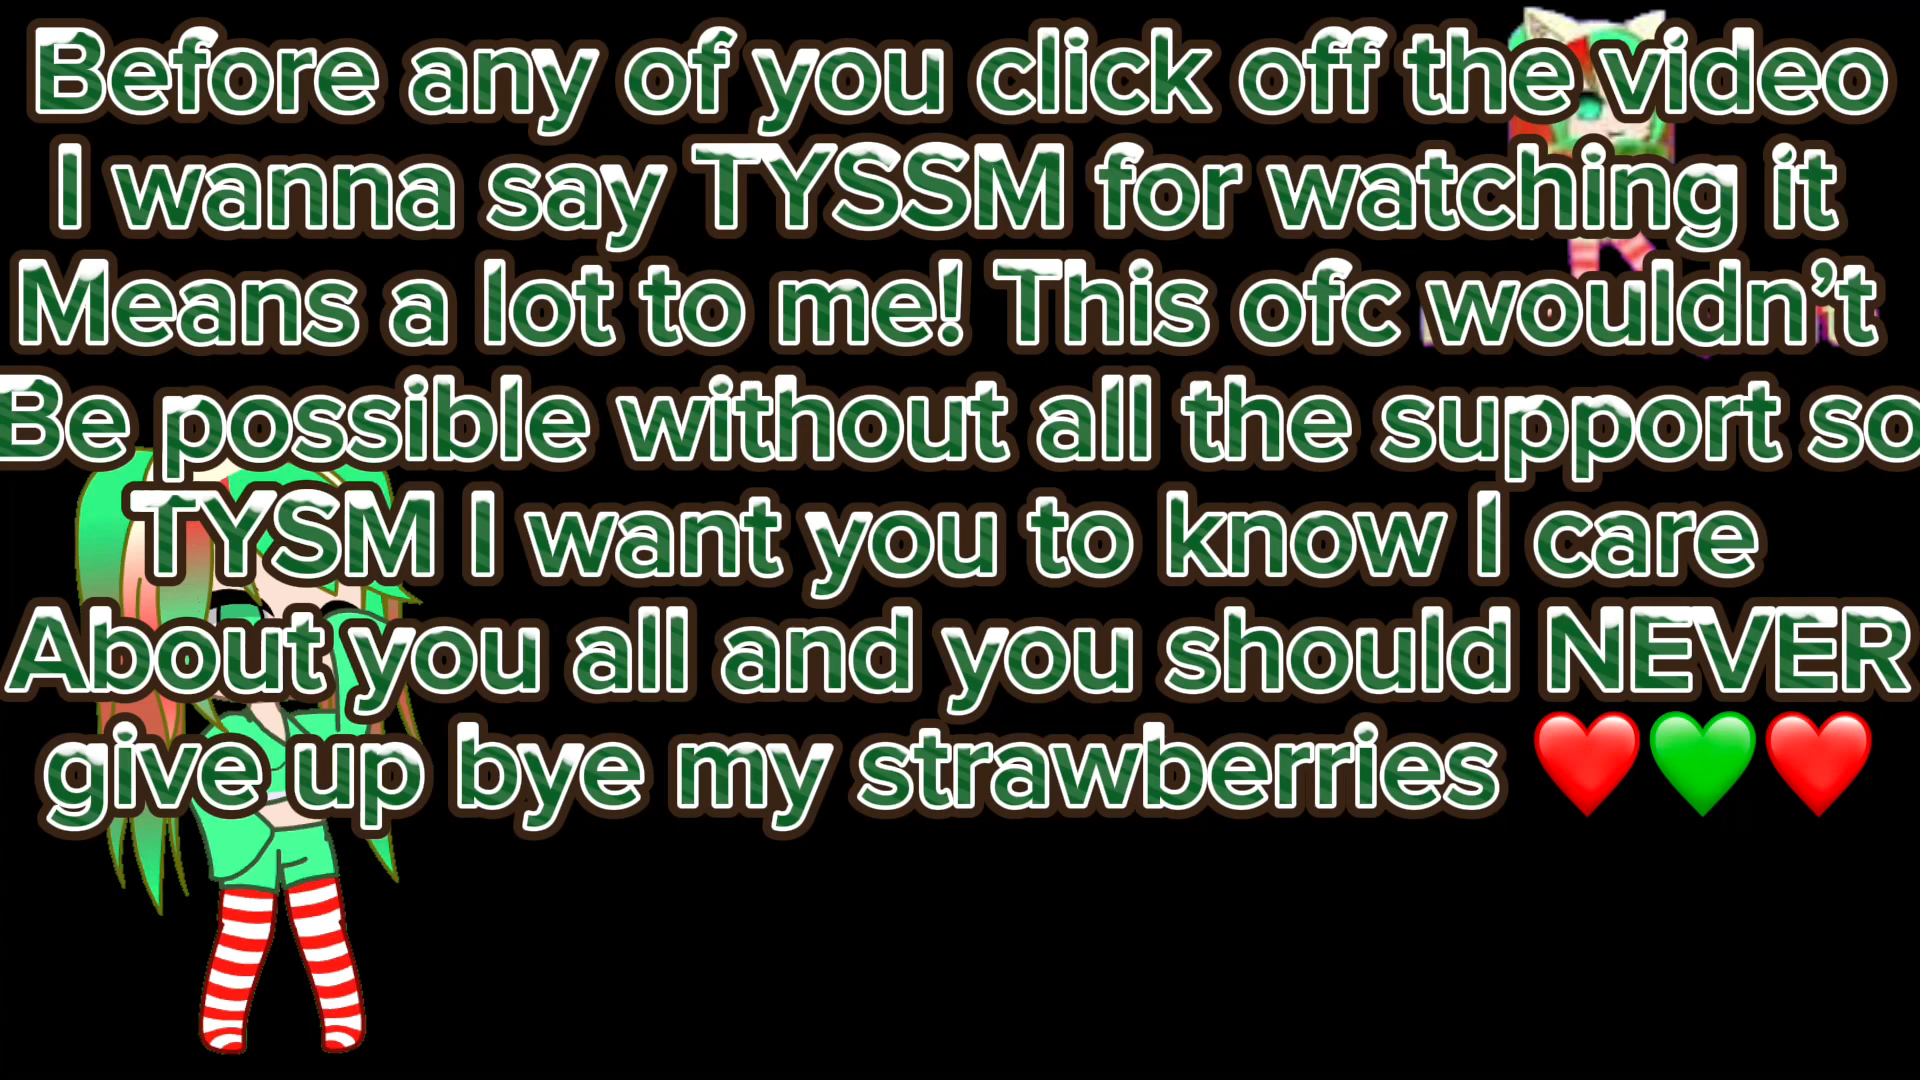 Before any of you click off the video
I wanna say TYSSM for watching it
Means a lot to me! This ofc wouldn’t
Be possible without all the support so
TYSM I want you to know I care
About you all and you should NEVER
give up bye my strawberries ❤️💚❤️